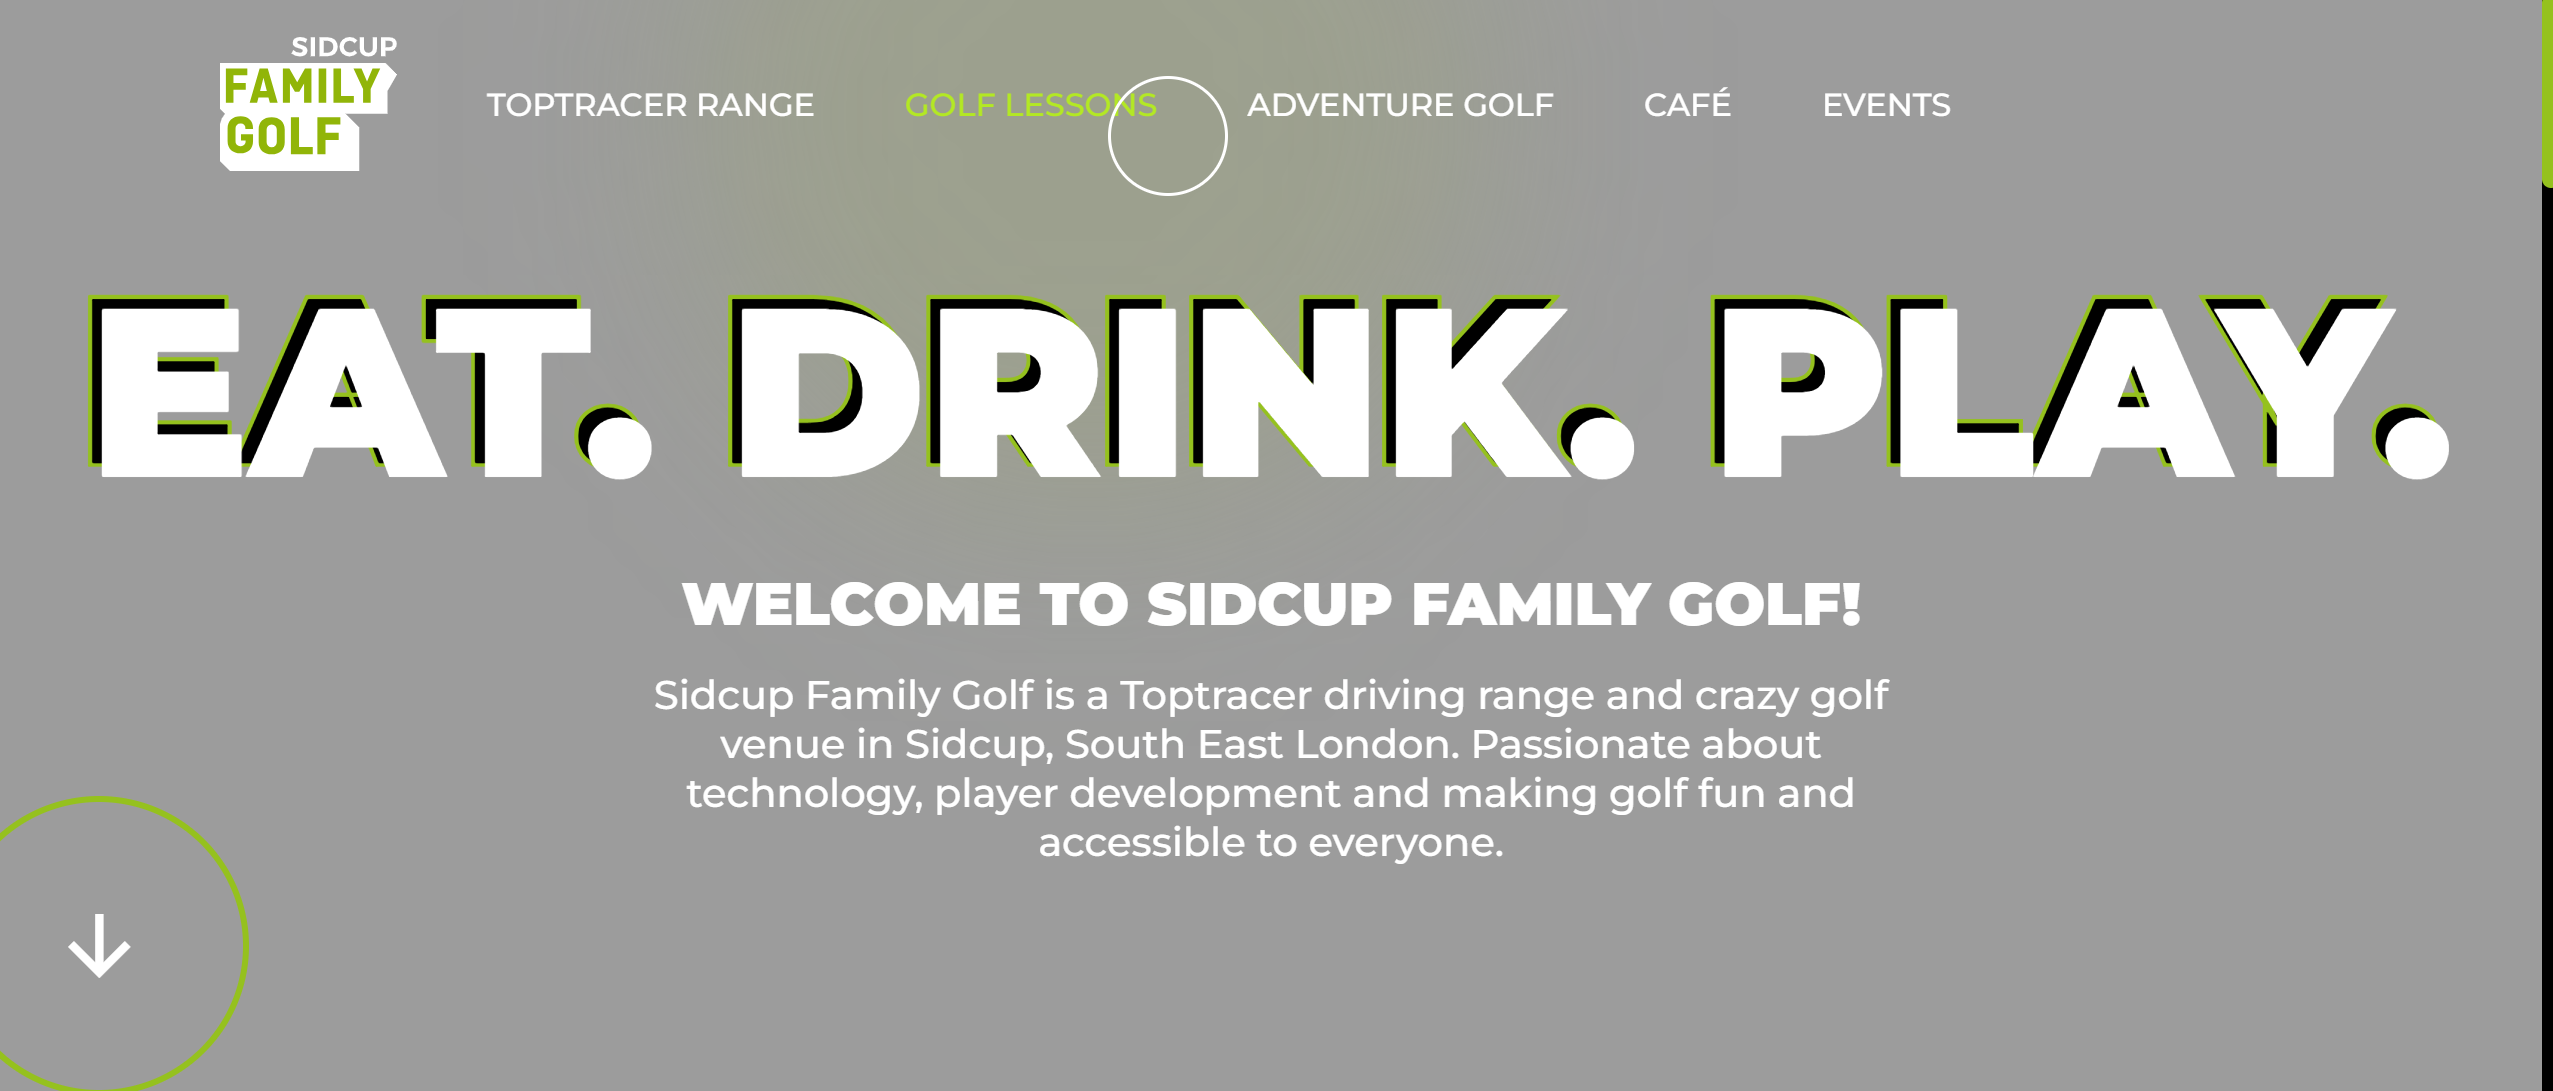 SIDCUP
FAMILY
GOLF
TOPTRACER RANGE
GOLF LESSONS
ADVENTURE GOLF
CAFÉ
EVENTS
EAT. DRINK. PLAY.
WELCOME TO SIDCUP FAMILY GOLF!
Sidcup Family Golf is a Toptracer driving range and crazy golf
venue in Sidcup, South East London. Passionate about
technology, player development and making golf fun and
accessible to everyone.